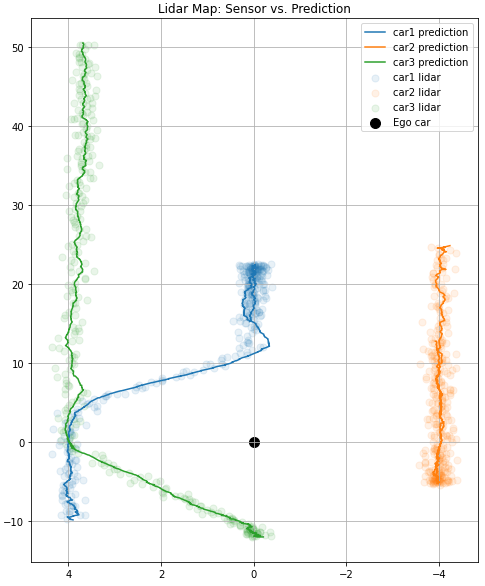 Lidar Map: Sensor vs. Prediction
car1 prediction
car2 prediction
car3 prediction
car1 lidar
car2 lidar
car3 lidar
Ego car
50
40
30
20
10
0
−10
4 2 0 −2 −4